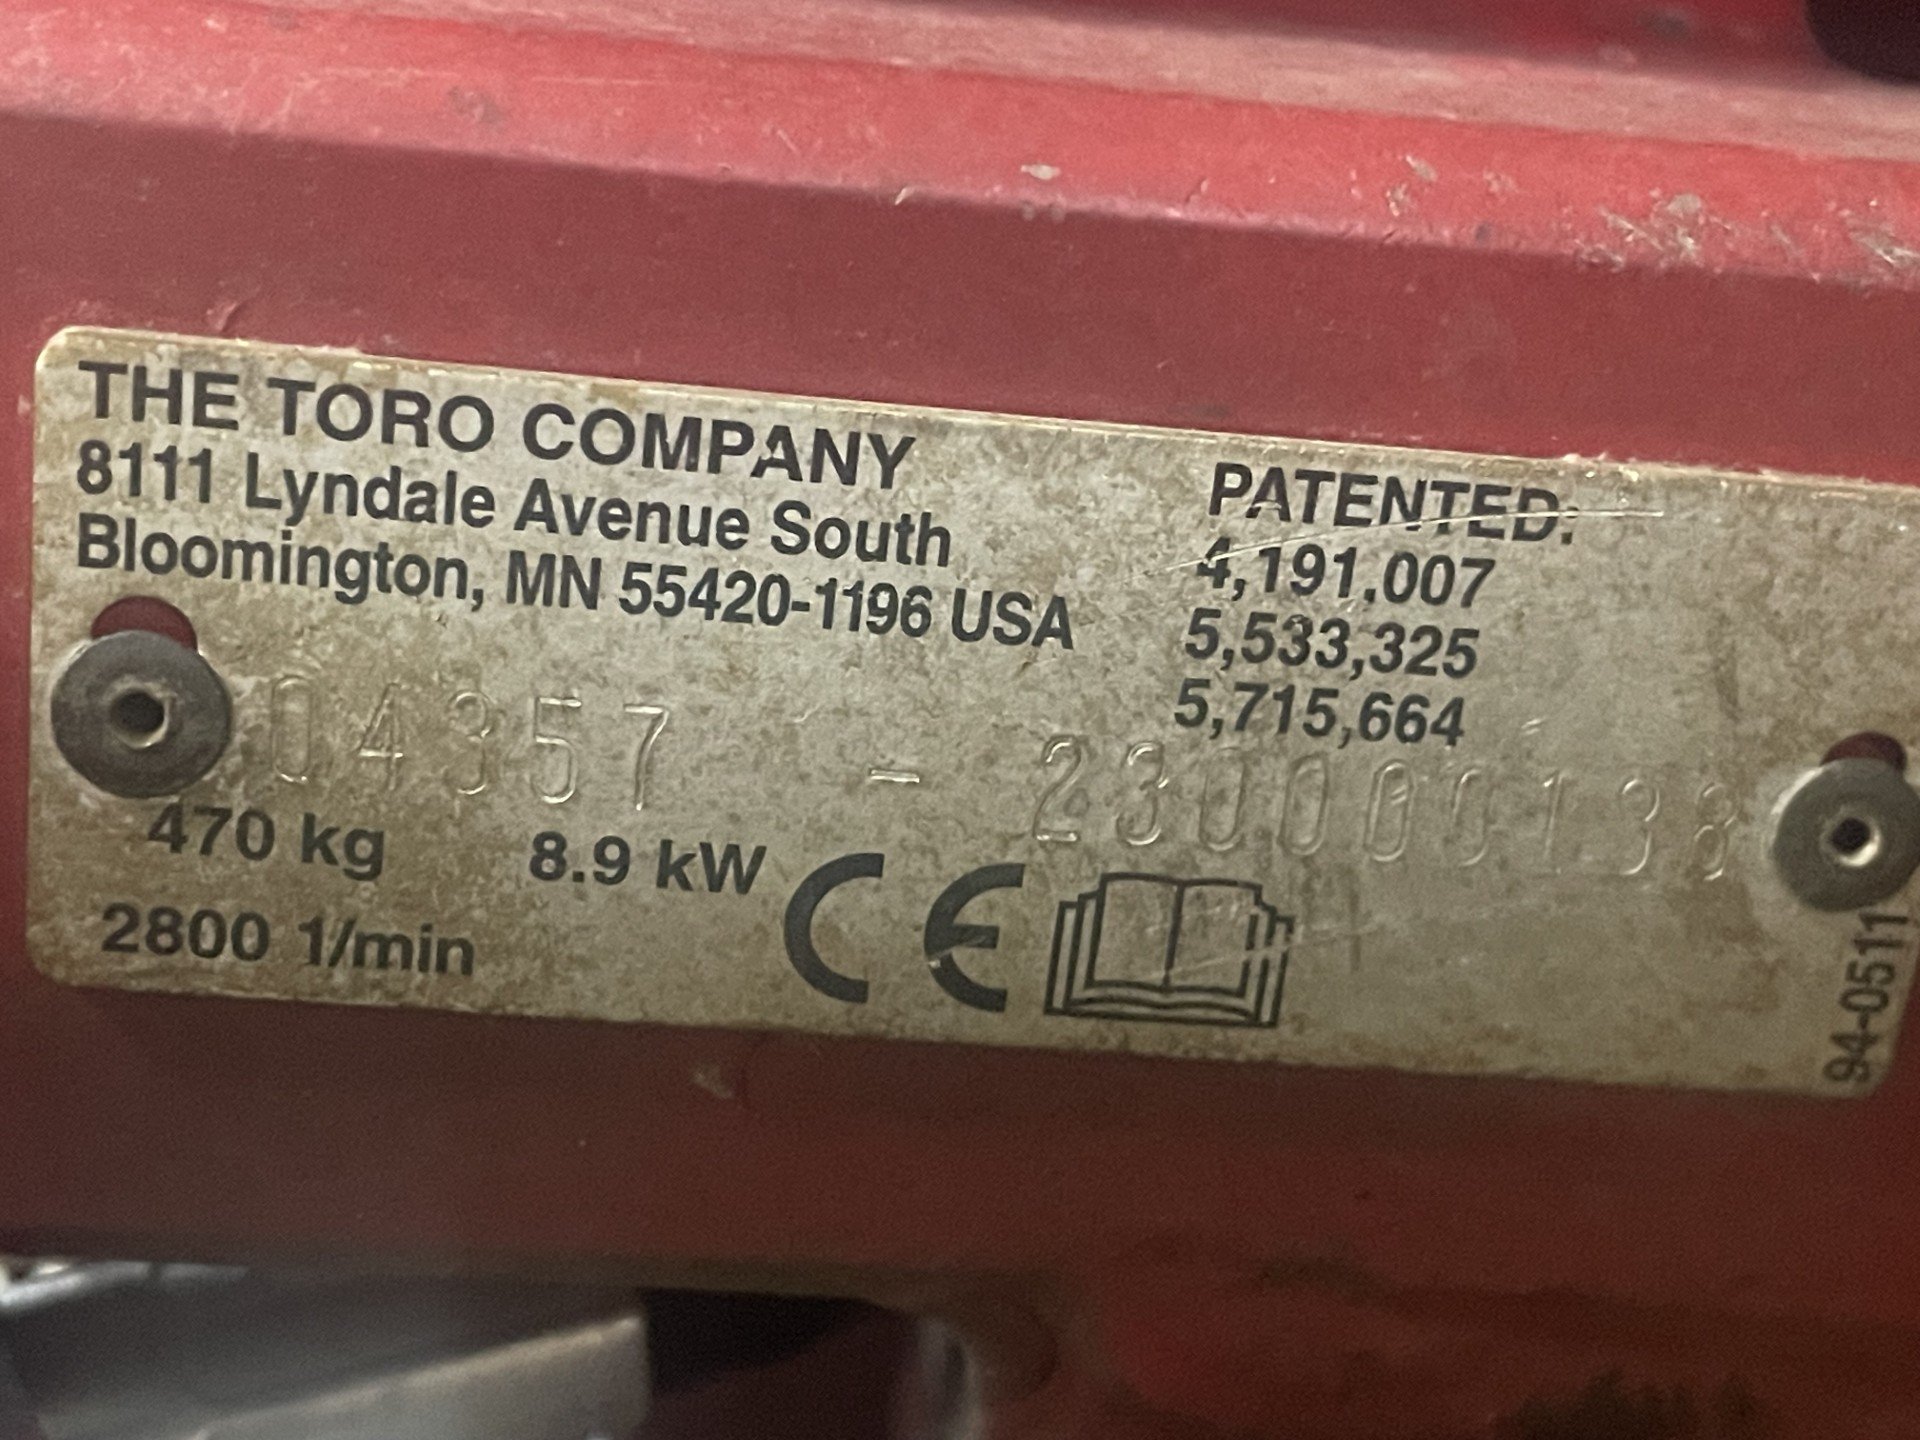 THE TORO COMPANY
8111 Lyndale Avenue South
Bloomington, MN 55420-1196 USA
PATENTED:
4,191.007
5,533,325
5,715,664
04357 - 230000138
470 kg 8.9 kW CE
2800 1/min
94-0511